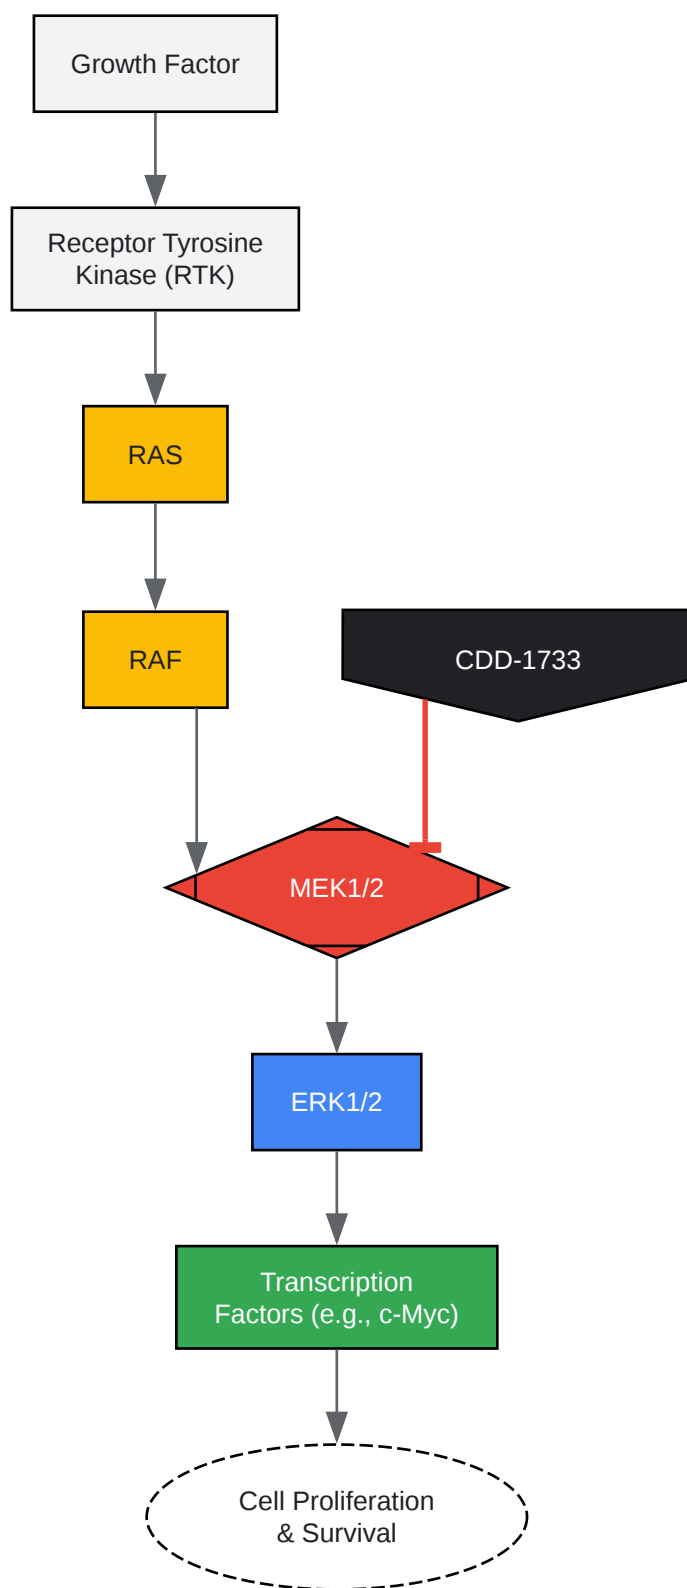 Growth Factor
Receptor Tyrosine
Kinase (RTK)
RAS
RAF
CDD-1733
MEK1/2
ERK1/2
Transcription
Factors (e.g., c-Myc)
Cell Proliferation
& Survival